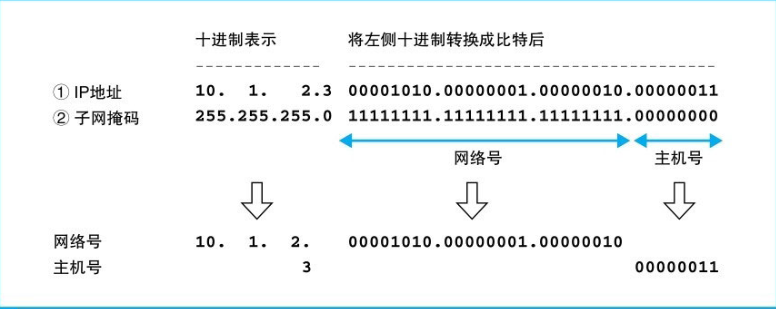 十进制表示 将左侧十进制转换成比特后
------------- ----------------------------------------
① IP地址 10. 1. 2.3 00001010.00000001.00000010.00000011
② 子网掩码 255.255.255.0 11111111.11111111.11111111.00000000
网络号 主机号
网络号 10. 1. 2. 00001010.00000001.00000010
主机号 3 00000011